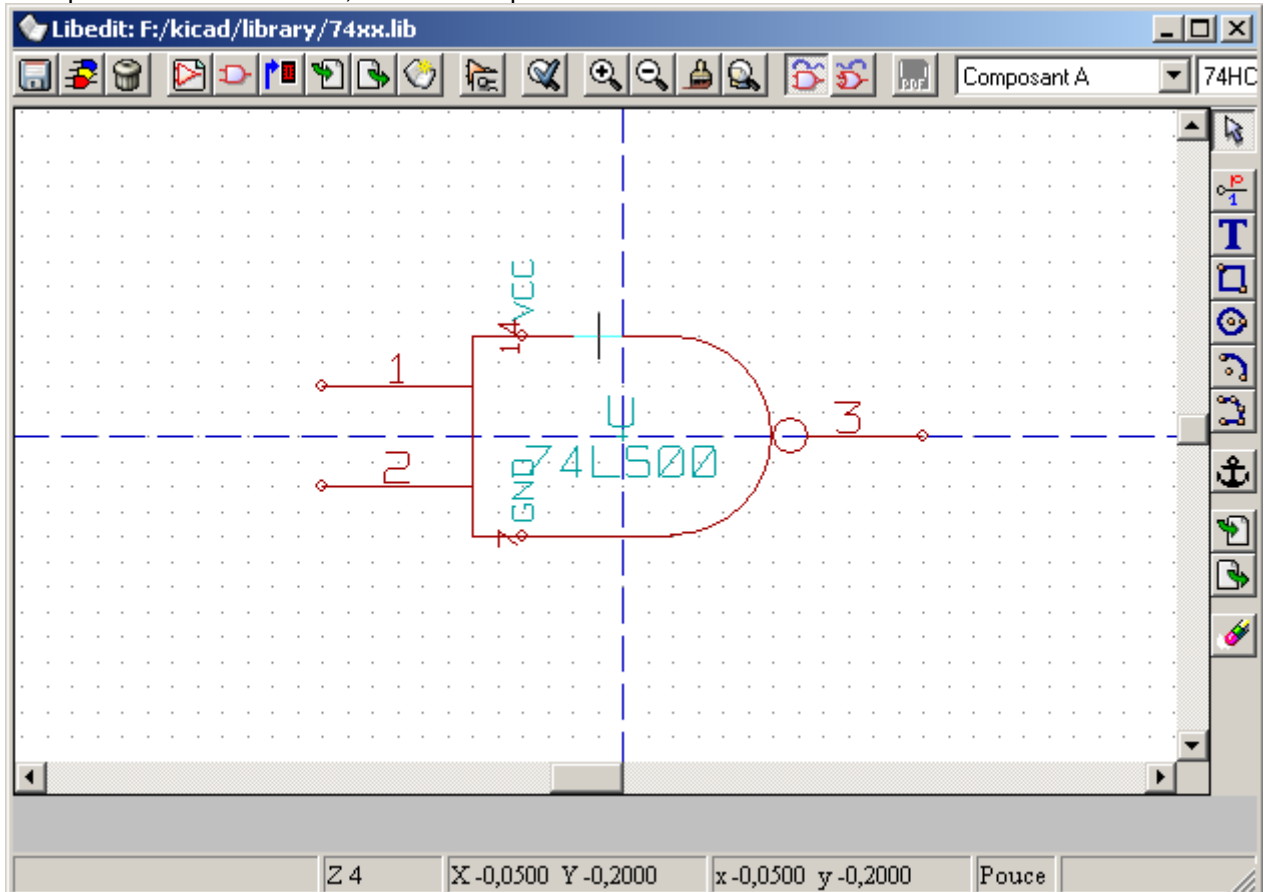 Libedit: F:/kicad/library/74xx.lib
Composant A 74HC
VCC
14
1
U
3
74LS00
2
GND
7
Z 4 X -0,0500 Y -0,2000 x -0,0500 y -0,2000 Pouce